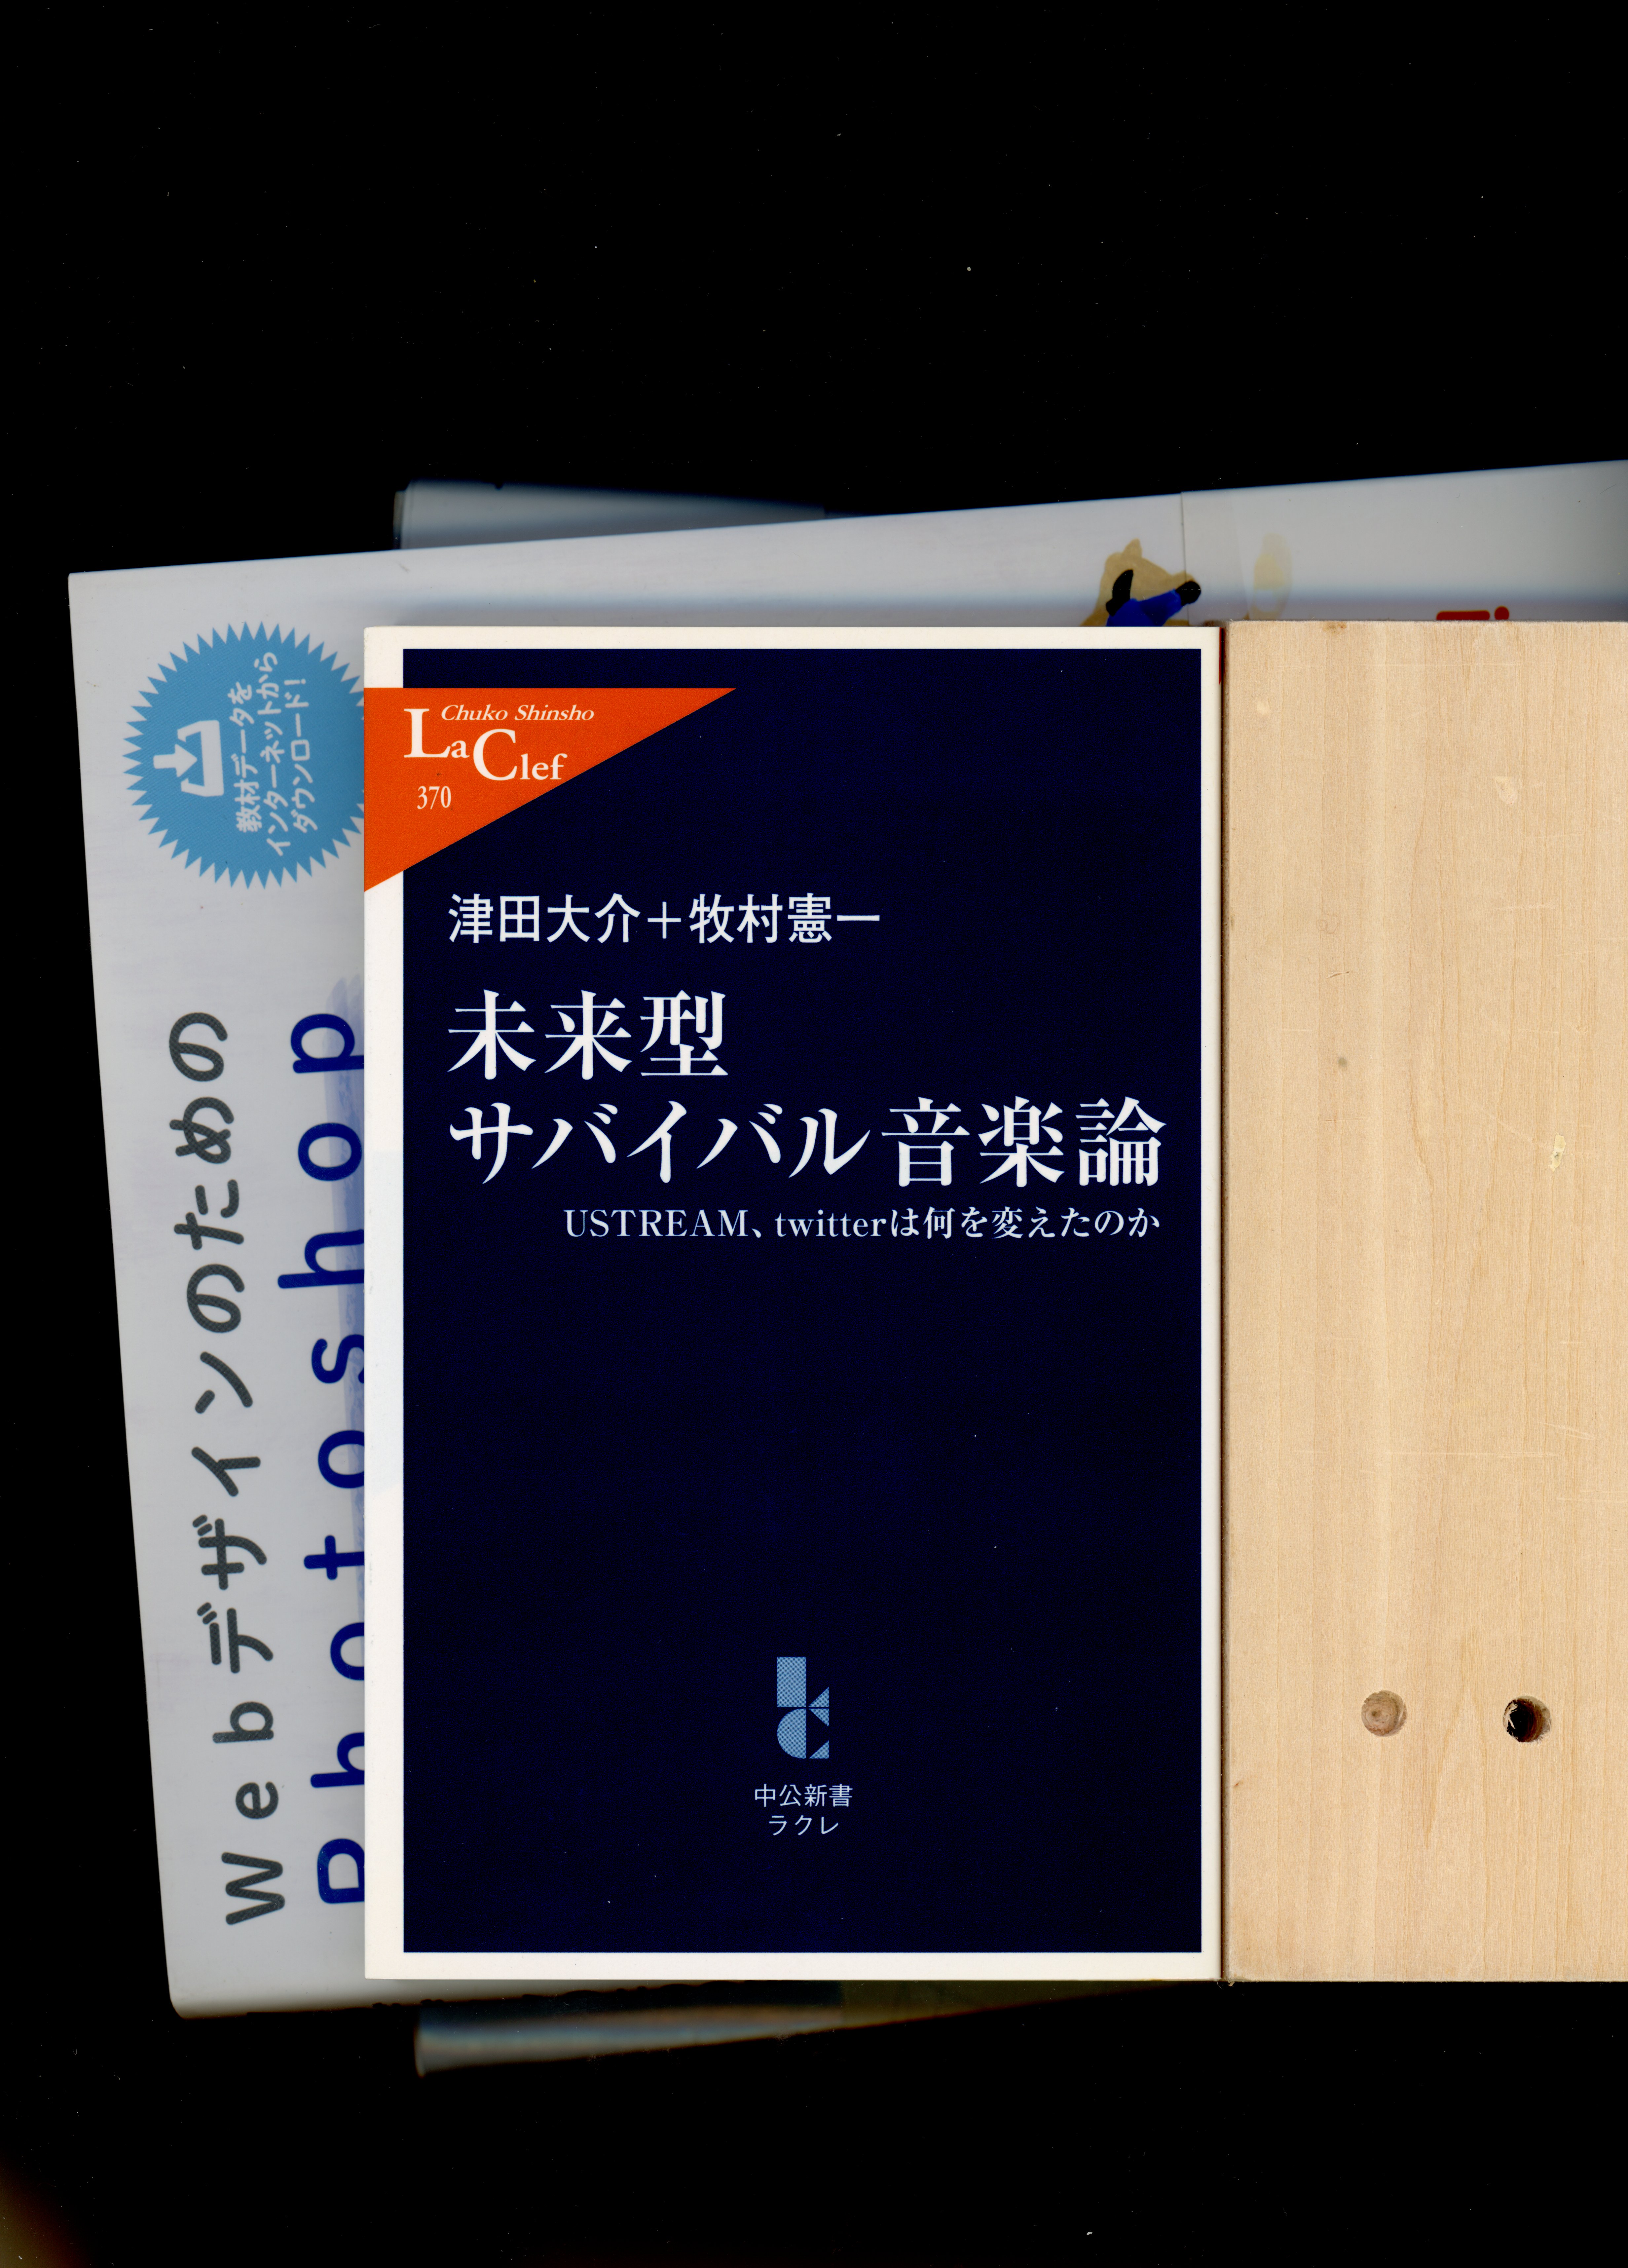 Chuko Shinsho
La Clef
370
津田大介＋牧村憲一
未来型
サバイバル音楽論
USTREAM、twitterは何を変えたのか
中公新書
ラクレ
教材データを
インターネットから
ダウンロード!
Webデザインのための
Photoshop